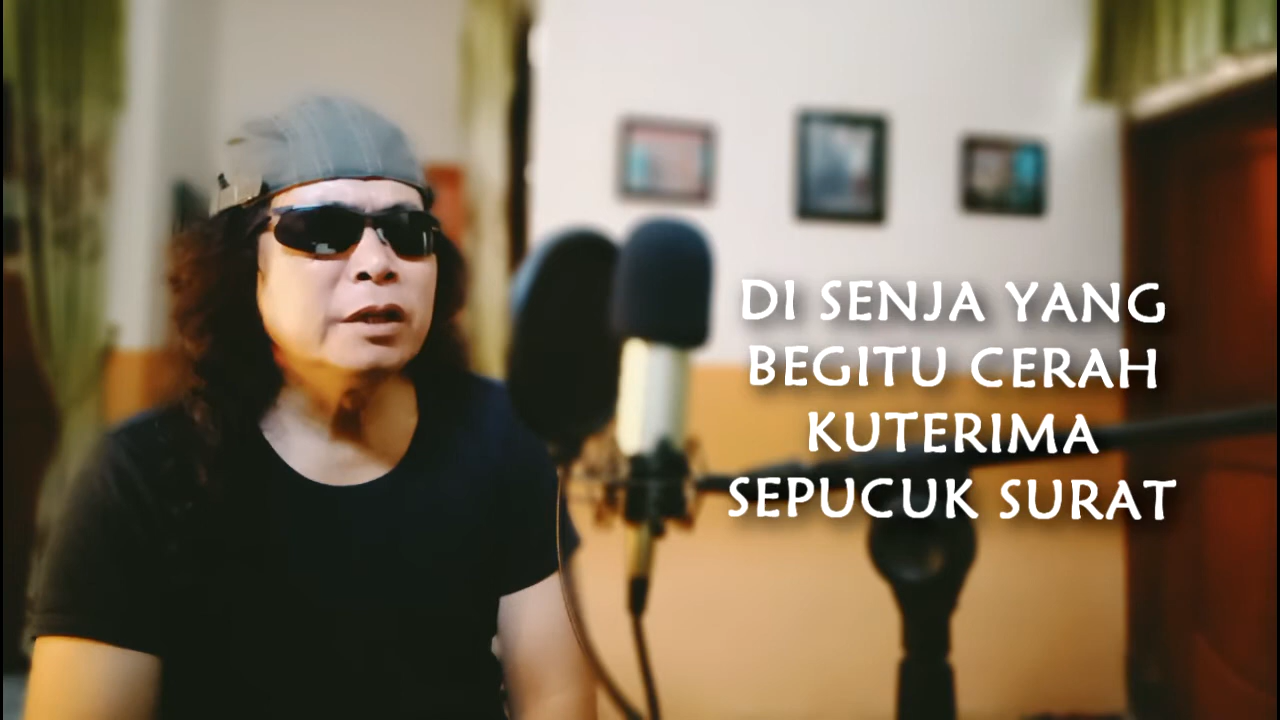 DI SENJA YANG
BEGITU CERAH
KUTERIMA
SEPUCUK SURAT